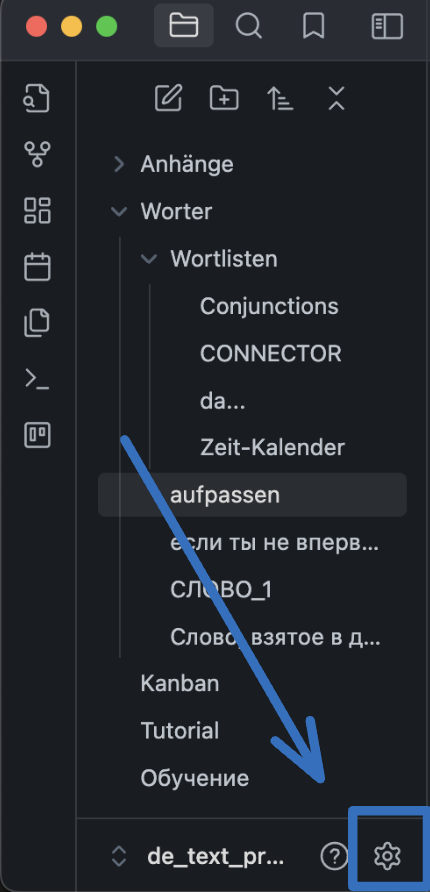 Anhänge
Worter
Wortlisten
Conjunctions
CONNECTOR
da...
Zeit-Kalender
aufpassen
если ты не вперв...
СЛОВО_1
Слово, взятое в д...
Kanban
Tutorial
Обучение
de_text_pr...